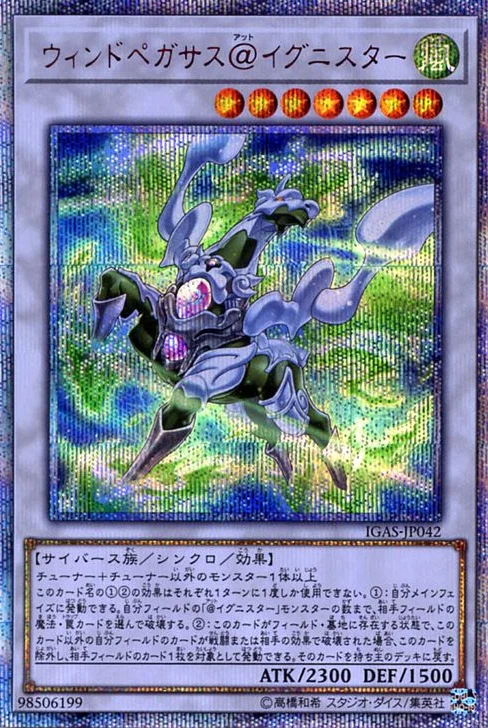 アット
ウィンドペガサス@イグニスター
風
IGAS-JP042
【サイバース族／シンクロ／効果】
チューナー＋チューナー以外のモンスター1体以上
このカード名の①②の効果はそれぞれ1ターンに1度しか使用できない。①：自分メインフェ
イズに発動できる。自分フィールドの「@イグニスター」モンスターの数まで、相手フィールドの
魔法・罠カードを選んで破壊する。②：このカードがフィールド・墓地に存在する状態で、この
カード以外の自分フィールドのカードが戦闘または相手の効果で破壊された場合、このカードを
除外し、相手フィールドのカード1枚を対象として発動できる。そのカードを持ち主のデッキに戻す。
ATK/2300 DEF/1500
98506199
©高橋和希 スタジオ・ダイス/集英社